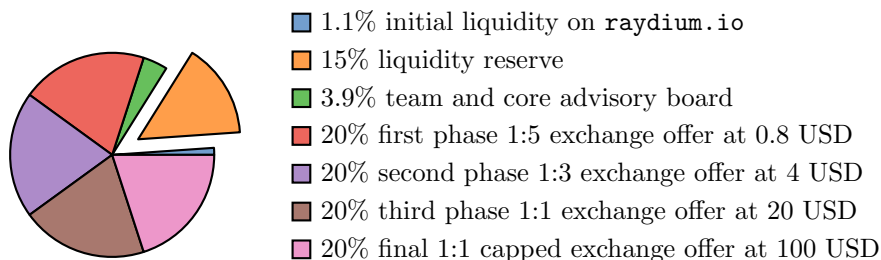 1.1% initial liquidity on raydium.io
15% liquidity reserve
3.9% team and core advisory board
20% first phase 1:5 exchange offer at 0.8 USD
20% second phase 1:3 exchange offer at 4 USD
20% third phase 1:1 exchange offer at 20 USD
20% final 1:1 capped exchange offer at 100 USD